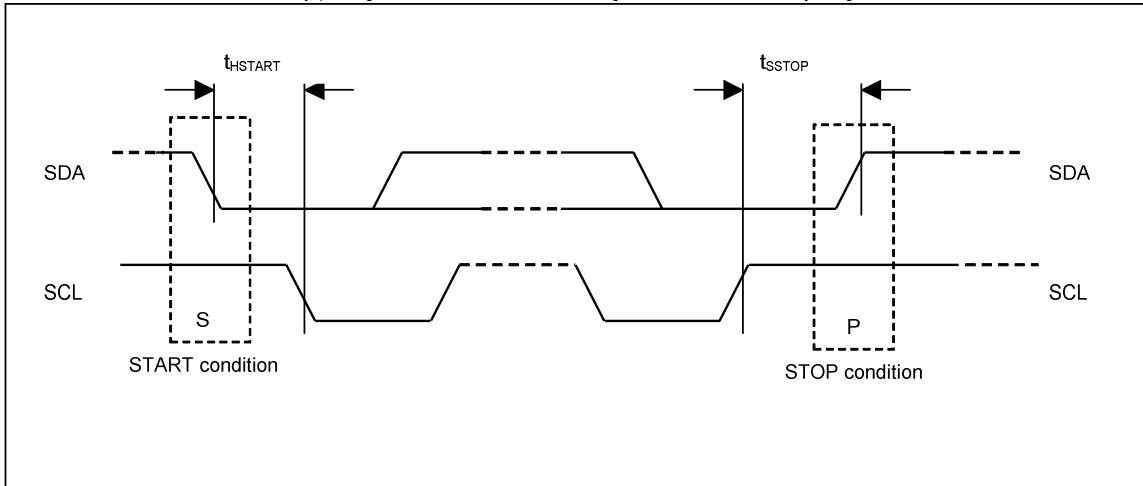 tHSTART
tSSTOP
SDA
SDA
SCL
SCL
S
P
START condition
STOP condition